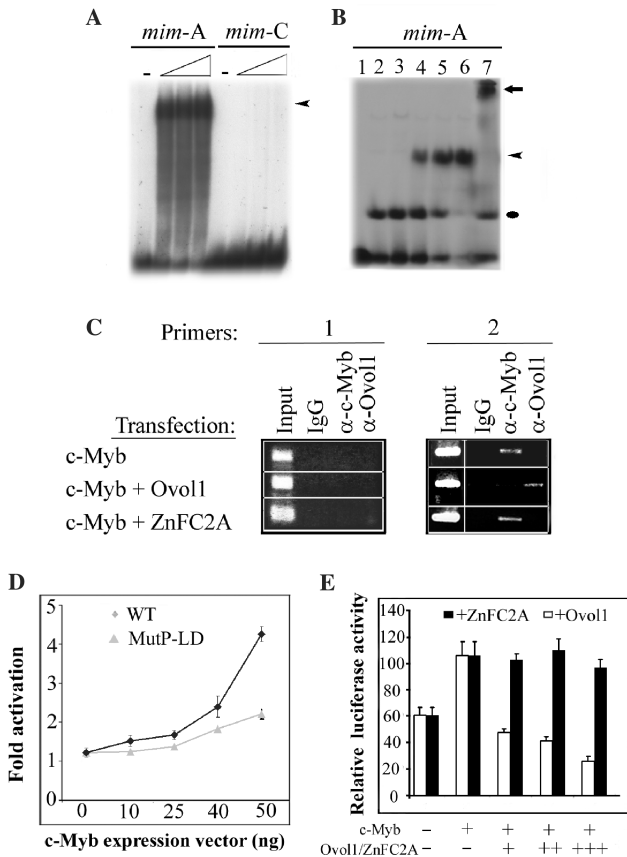 A
B
mim-A
mim-C
mim-A
-
-
1 2 3 4 5 6 7
C
Primers:
1
2
Input
IgG
α-c-Myb
α-Ovol1
Input
IgG
α-c-Myb
α-Ovol1
Transfection:
c-Myb
c-Myb + Ovol1
c-Myb + ZnFC2A
D
E
5
4
3
2
1
0
WT
MutP-LD
Fold activation
0 10 25 40 50
c-Myb expression vector (ng)
140
120
100
80
60
40
20
0
+ZnFC2A
+Ovol1
Relative luciferase activity
c-Myb – + + + +
Ovol1/ZnFC2A – – + ++ +++